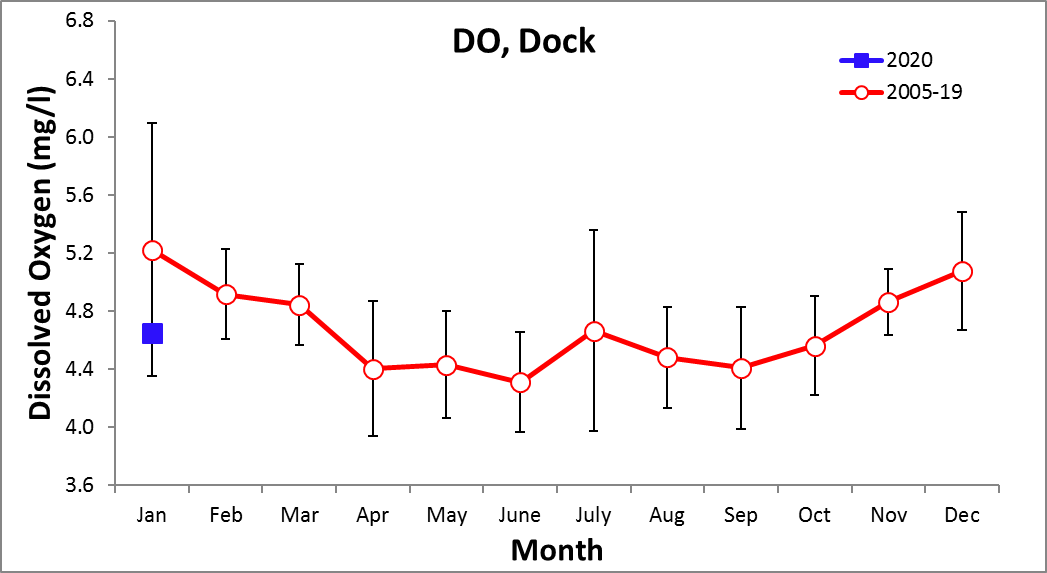 DO, Dock
2020
2005-19
Dissolved Oxygen (mg/l)
6.8
6.4
6.0
5.6
5.2
4.8
4.4
4.0
3.6
Jan Feb Mar Apr May June July Aug Sep Oct Nov Dec
Month